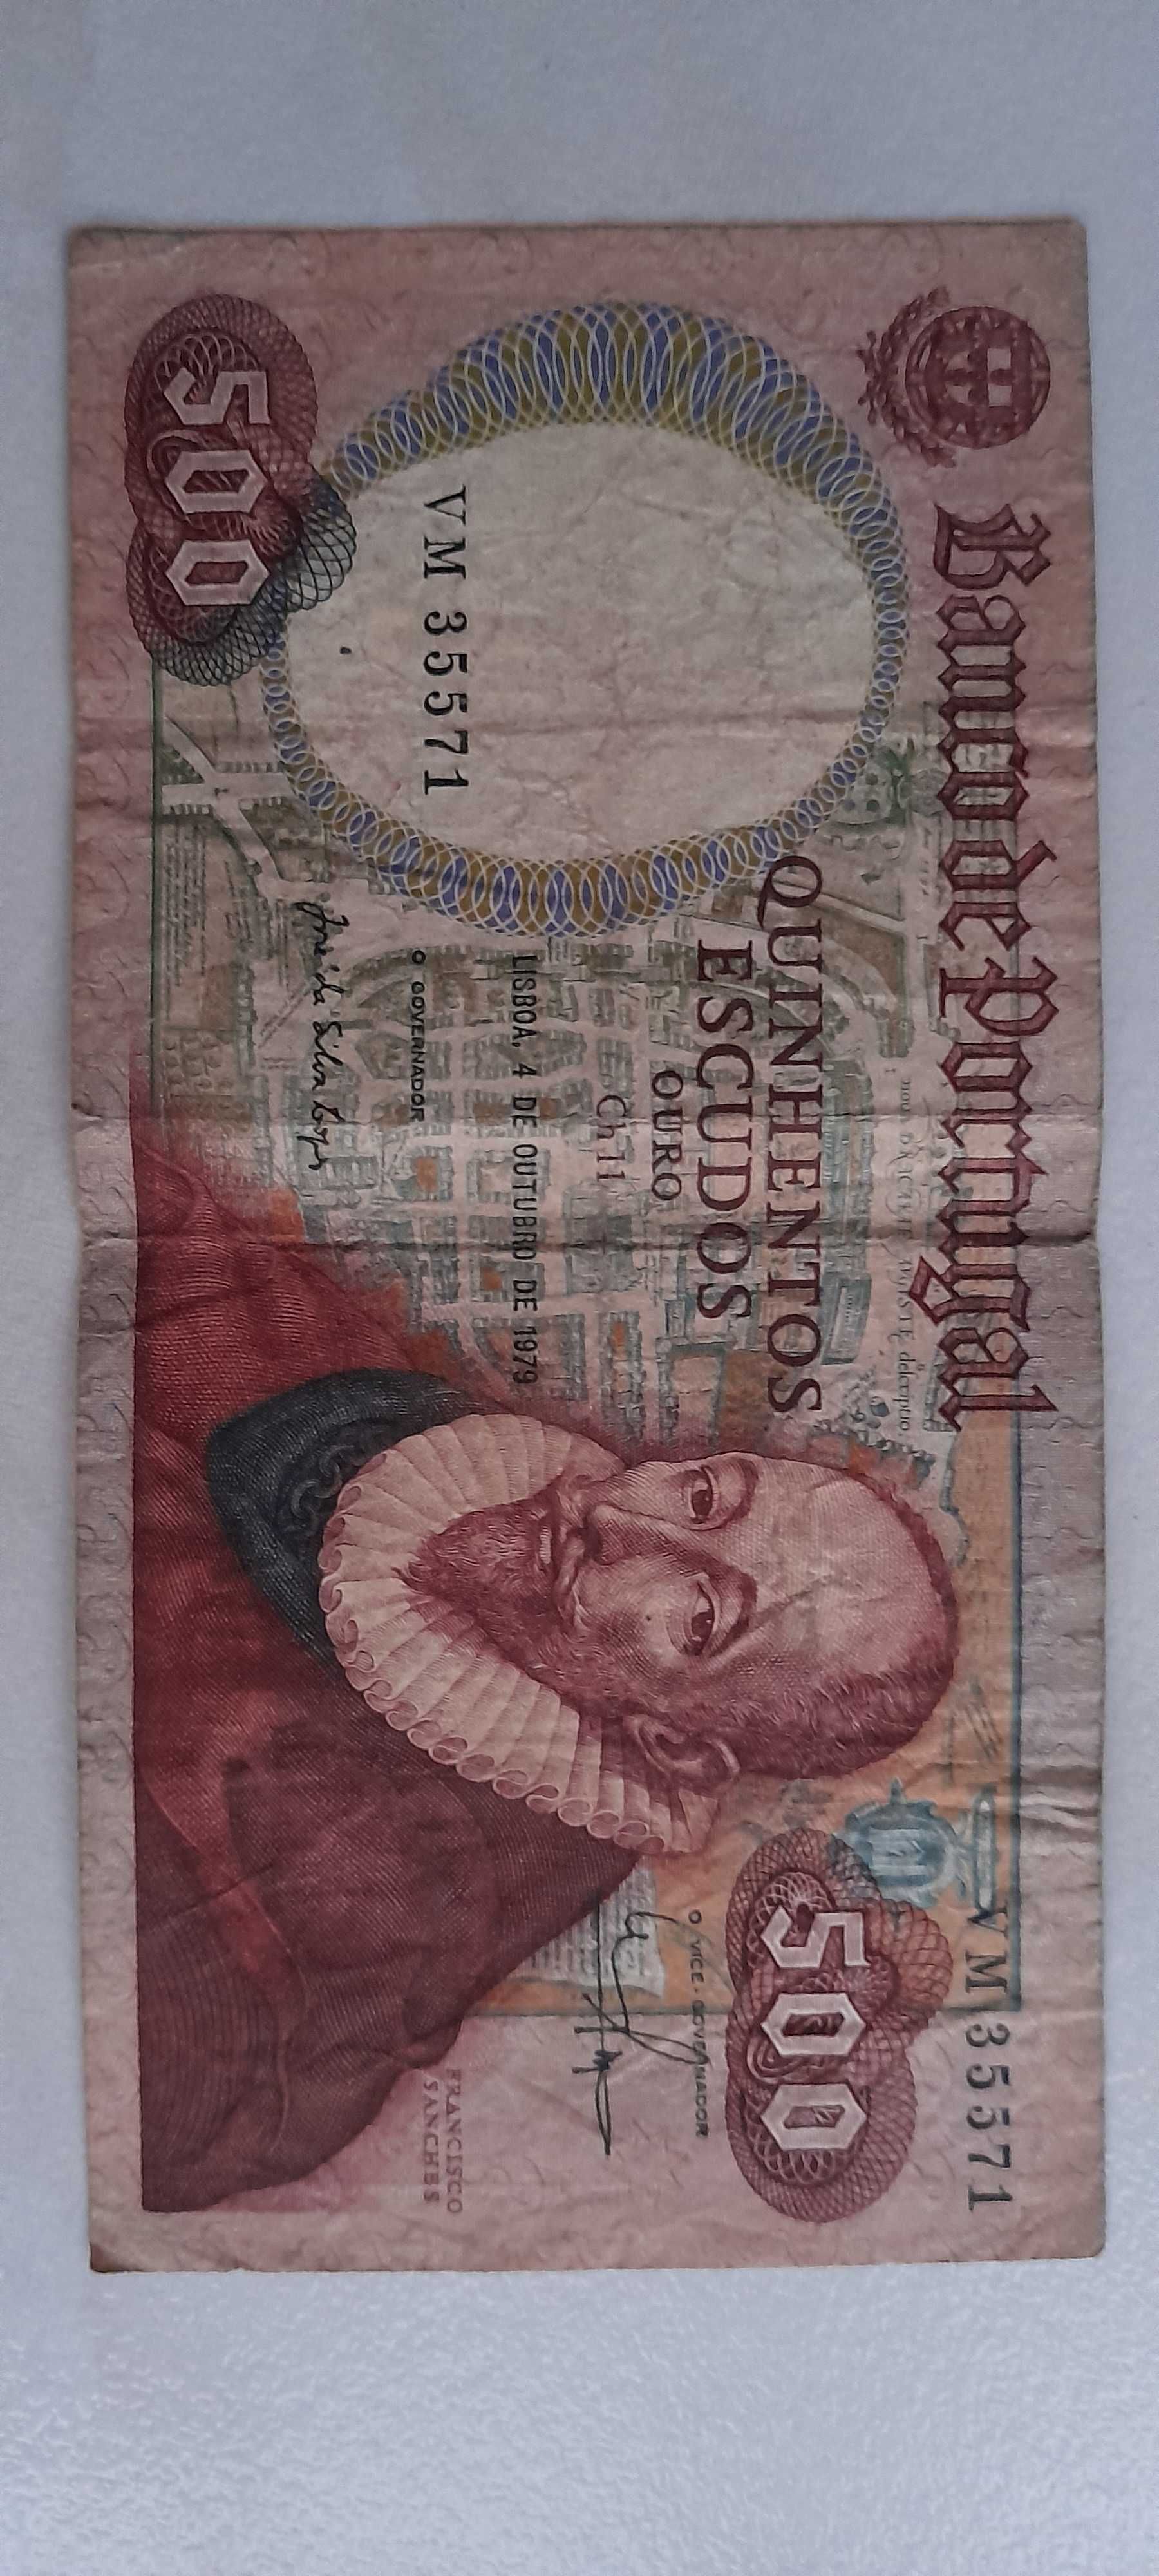 Banco de Portugal
VM 35571
QUINHENTOS
ESCUDOS
OURO
Ch 11
500
VM 35571
LISBOA, 4 DE OUTUBRO DE 1979
O GOVERNADOR
O VICE-GOVERNADOR
500
FRANCISCO
SANCHES